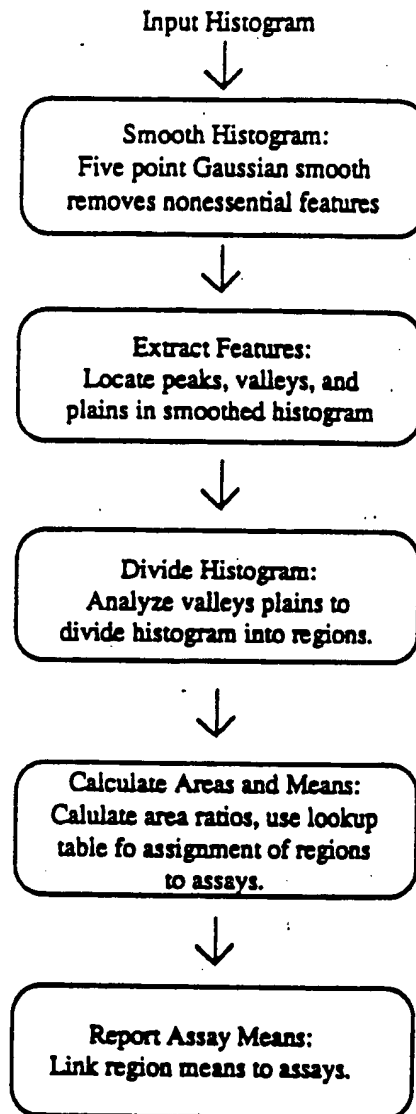 Input Histogram
Smooth Histogram:
Five point Gaussian smooth
removes nonessential features
Extract Features:
Locate peaks, valleys, and
plains in smoothed histogram
Divide Histogram:
Analyze valleys plains to
divide histogram into regions.
Calculate Areas and Means:
Calulate area ratios, use lookup
table fo assignment of regions
to assays.
Report Assay Means:
Link region means to assays.